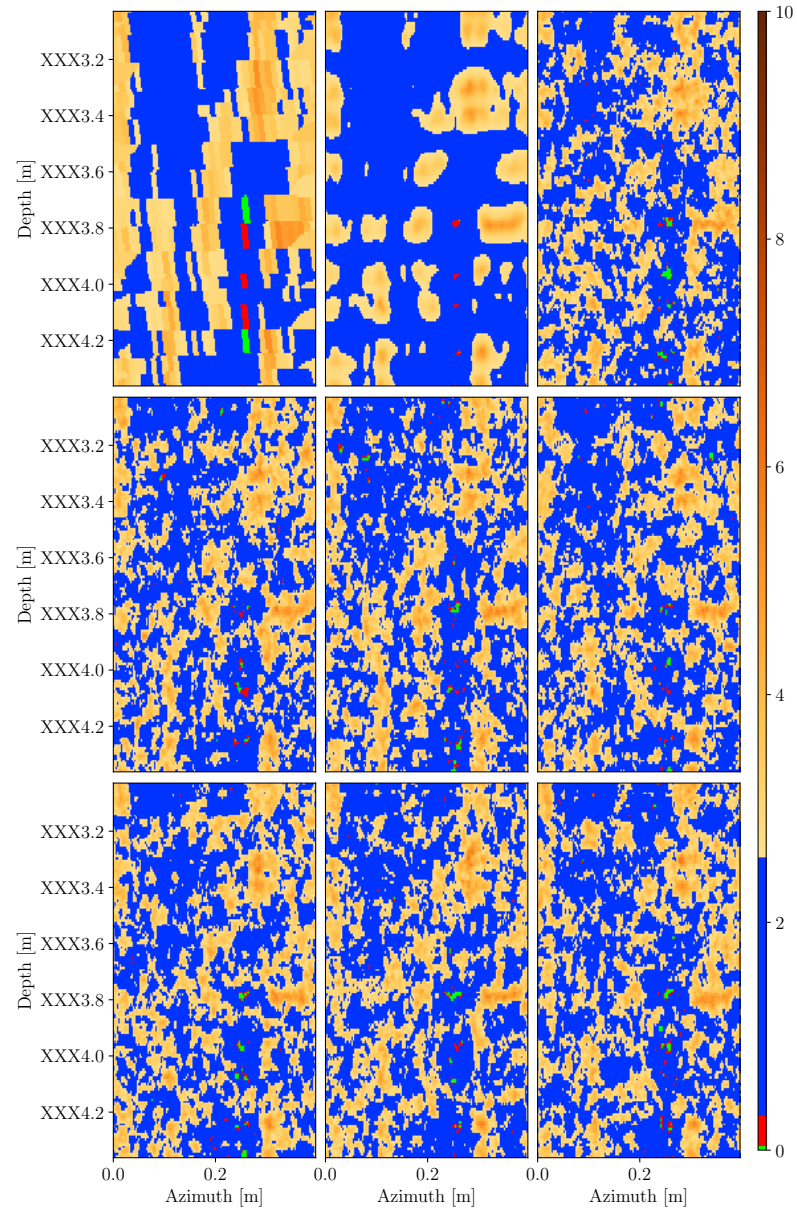 10
XXX3.2
XXX3.4
XXX3.6
Depth [m]
XXX3.8
8
XXX4.0
XXX4.2
XXX3.2
6
XXX3.4
XXX3.6
Depth [m]
XXX3.8
XXX4.0
4
XXX4.2
XXX3.2
XXX3.4
2
XXX3.6
Depth [m]
XXX3.8
XXX4.0
XXX4.2
0
0.0 0.2 0.0 0.2 0.0 0.2
Azimuth [m] Azimuth [m] Azimuth [m]